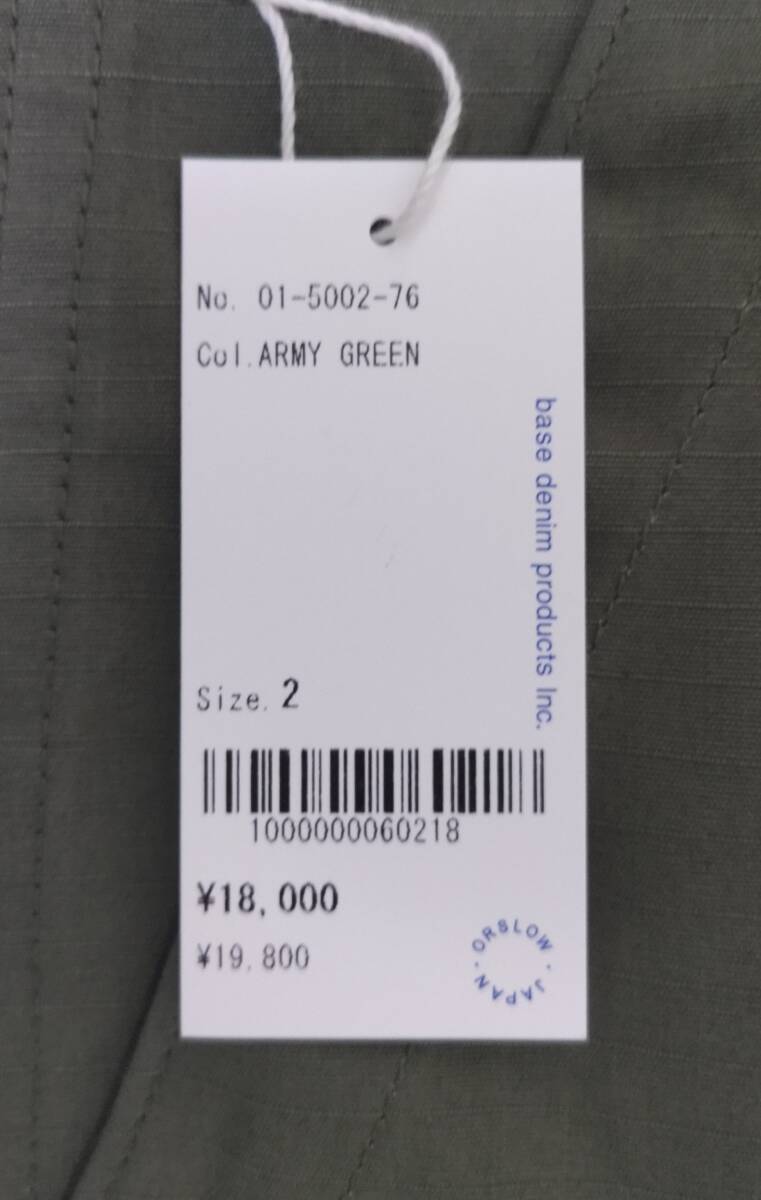 No. 01-5002-76
Col.ARMY GREEN
base denim products Inc.
Size. 2
1000000060218
¥18,000
¥19,800
ORSLOW · JAPAN ·